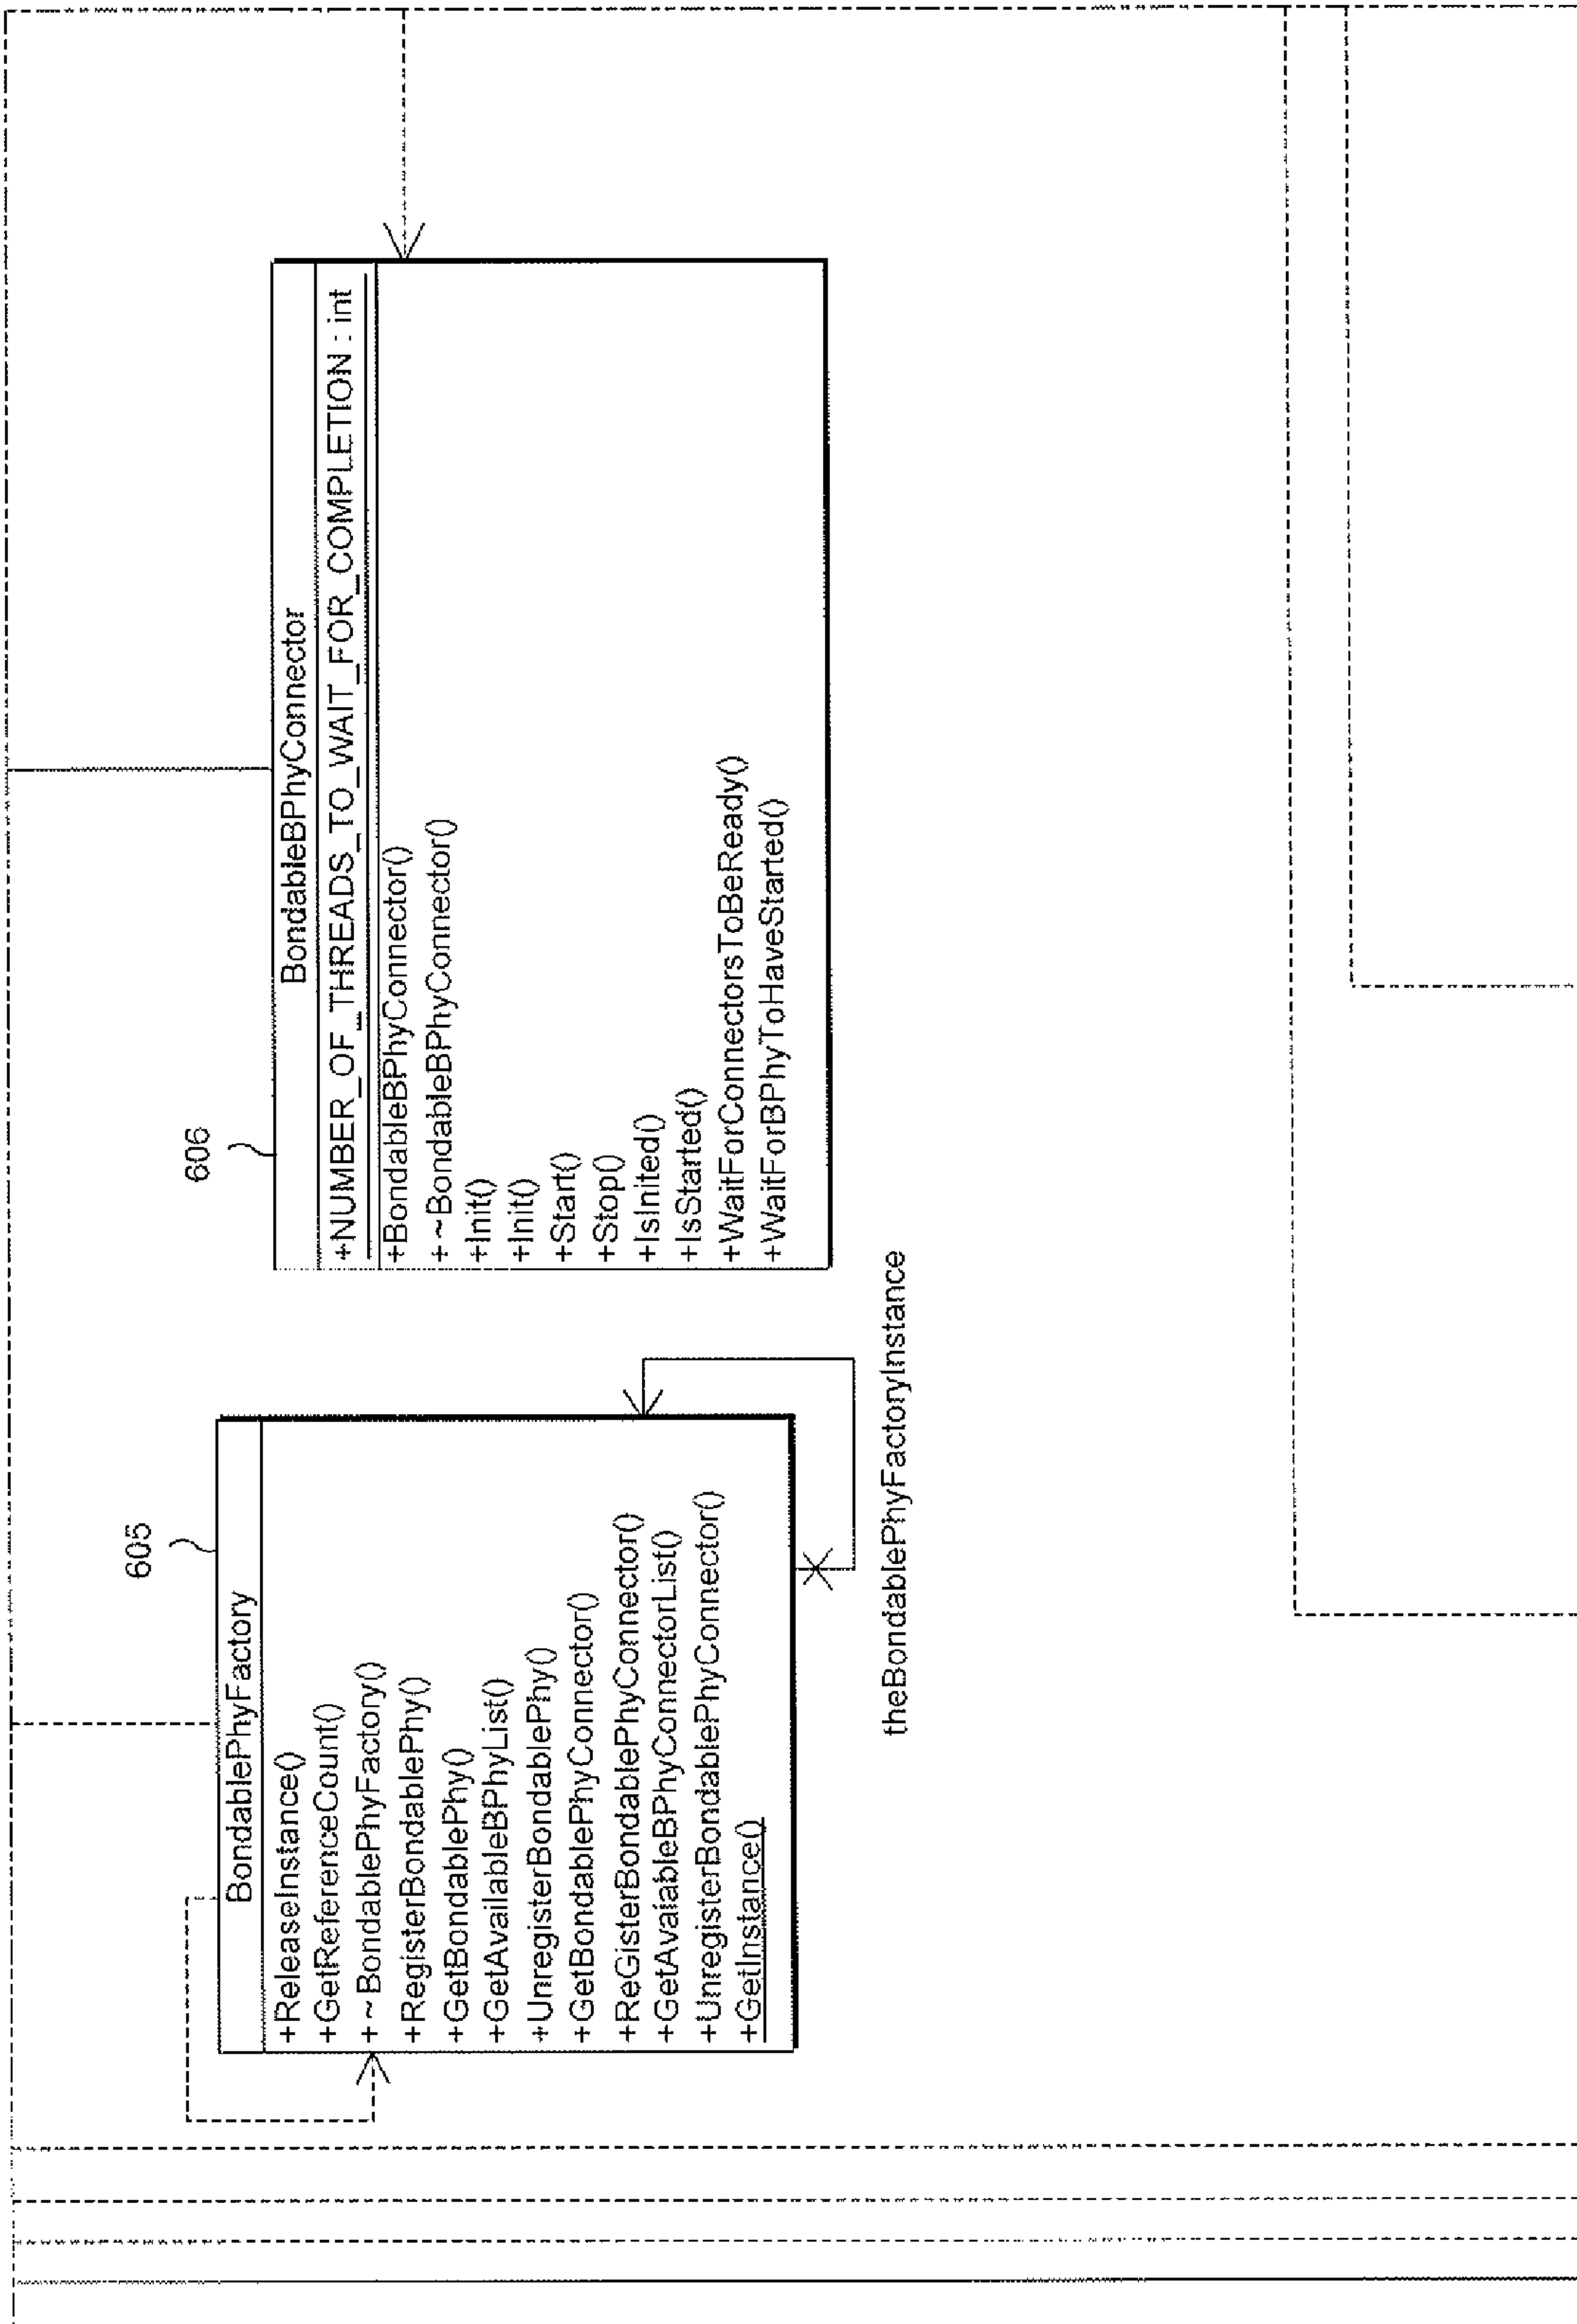 605
BondablePhyFactory
+ReleaseInstance()
+GetReferenceCount()
+~BondablePhyFactory()
+RegisterBondablePhy()
+GetBondablePhy()
+GetAvailableBPhyList()
+UnregisterBondablePhy()
+GetBondablePhyConnector()
+ReGisterBondablePhyConnector()
+GetAvaiableBPhyConnectorList()
+UnregisterBondablePhyConnector()
+GetInstance()
theBondablePhyFactoryInstance
606
BondableBPhyConnector
+NUMBER_OF_THREADS_TO_WAIT_FOR_COMPLETION : int
+BondableBPhyConnector()
+~BondableBPhyConnector()
+Init()
+Init()
+Start()
+Stop()
+IsInited()
+IsStarted()
+WaitForConnectorsToBeReady()
+WaitForBPhyToHaveStarted()